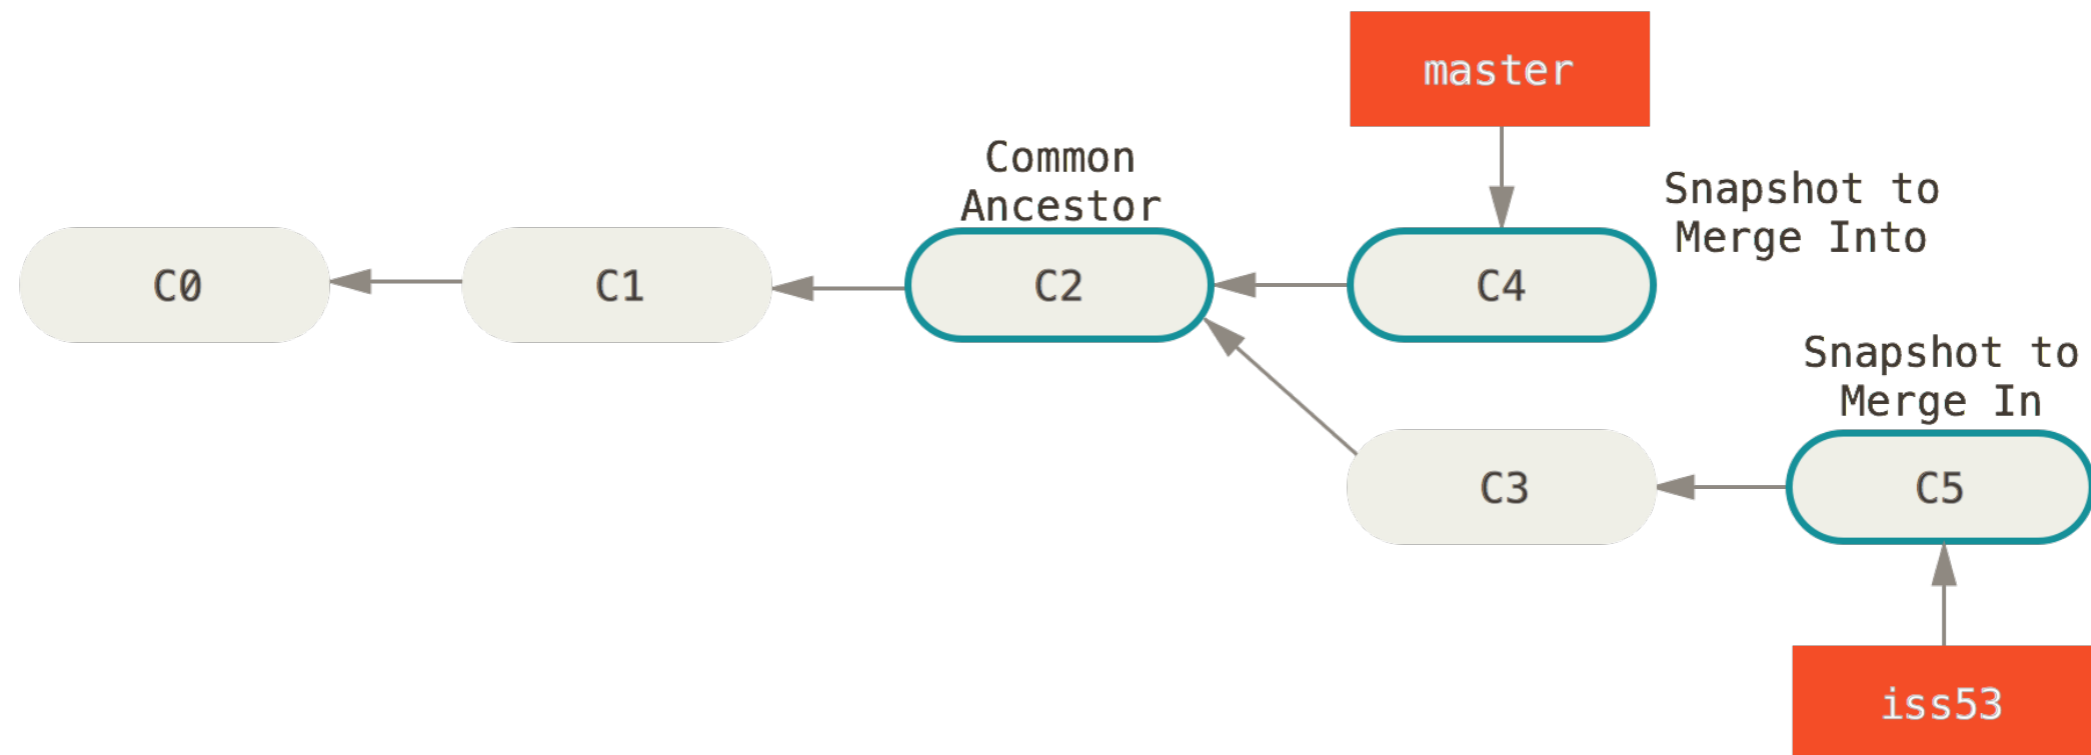 master
Common
Ancestor
Snapshot to
Merge Into
C0
C1
C2
C4
Snapshot to
Merge In
C3
C5
iss53